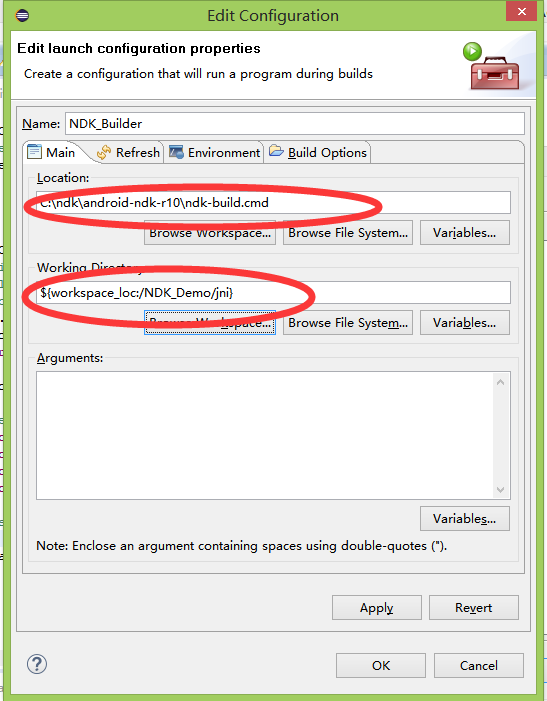 Edit Configuration
Edit launch configuration properties
Create a configuration that will run a program during builds
Name: NDK_Builder
Main Refresh Environment Build Options
Location:
C:\ndk\android-ndk-r10\ndk-build.cmd
Browse Workspace... Browse File System... Variables...
Working Directory:
${workspace_loc:/NDK_Demo/jni}
Browse Workspace... Browse File System... Variables...
Arguments:
Variables...
Note: Enclose an argument containing spaces using double-quotes (").
Apply Revert
OK Cancel